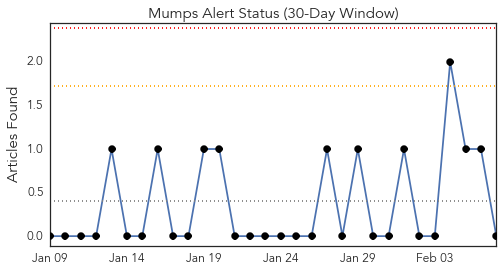 Mumps Alert Status (30-Day Window)
Articles Found
2.0
1.5
1.0
0.5
0.0
Jan 09 Jan 14 Jan 19 Jan 24 Jan 29 Feb 03